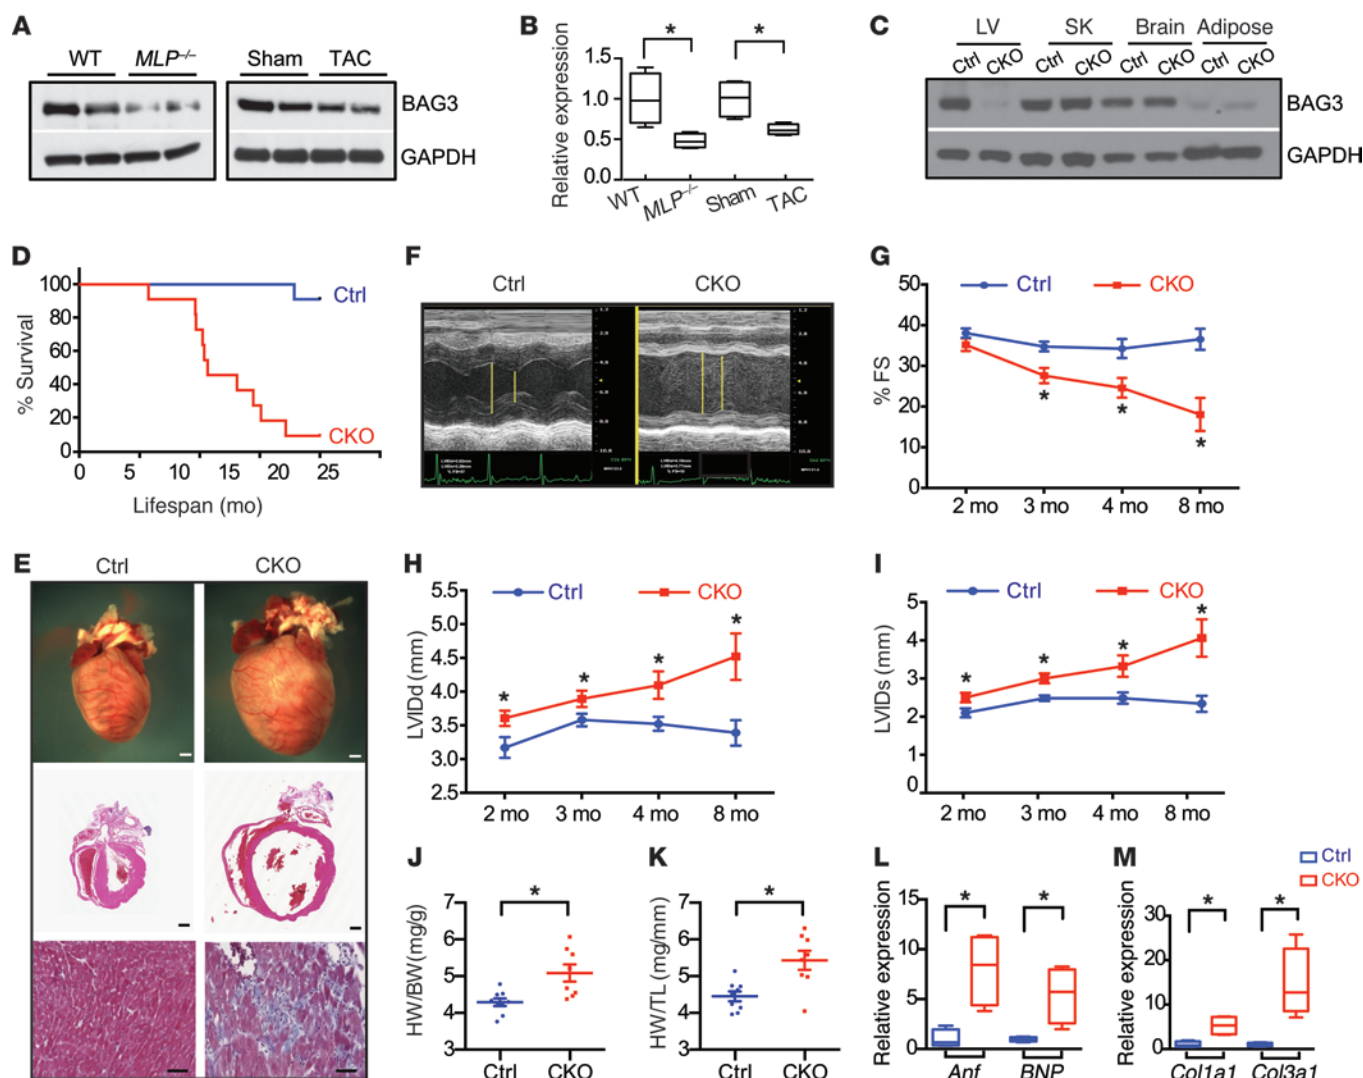 A
WT MLP–/– Sham TAC
BAG3
GAPDH
B
* *
Relative expression
1.5
1.0
0.5
0.0
WT MLP–/– Sham TAC
C
LV SK Brain Adipose
Ctrl CKO Ctrl CKO Ctrl CKO Ctrl CKO
BAG3
GAPDH
D
% Survival
100
80
60
40
20
0
0 5 10 15 20 25
Lifespan (mo)
Ctrl
CKO
F
Ctrl CKO
G
Ctrl CKO
% FS
50
40
30
20
10
0
* * *
2 mo 3 mo 4 mo 8 mo
E
Ctrl CKO
H
Ctrl CKO
LVIDd (mm)
5.5
5.0
4.5
4.0
3.5
3.0
2.5
* * * *
2 mo 3 mo 4 mo 8 mo
I
Ctrl CKO
LVIDs (mm)
5
4
3
2
1
0
* * * *
2 mo 3 mo 4 mo 8 mo
J
*
HW/BW (mg/g)
7
6
5
4
3
Ctrl CKO
K
*
HW/TL (mg/mm)
7
6
5
4
3
Ctrl CKO
L
* *
Relative expression
15
10
5
0
Anf BNP
M
Ctrl
CKO
* *
Relative expression
30
20
10
0
Col1a1 Col3a1